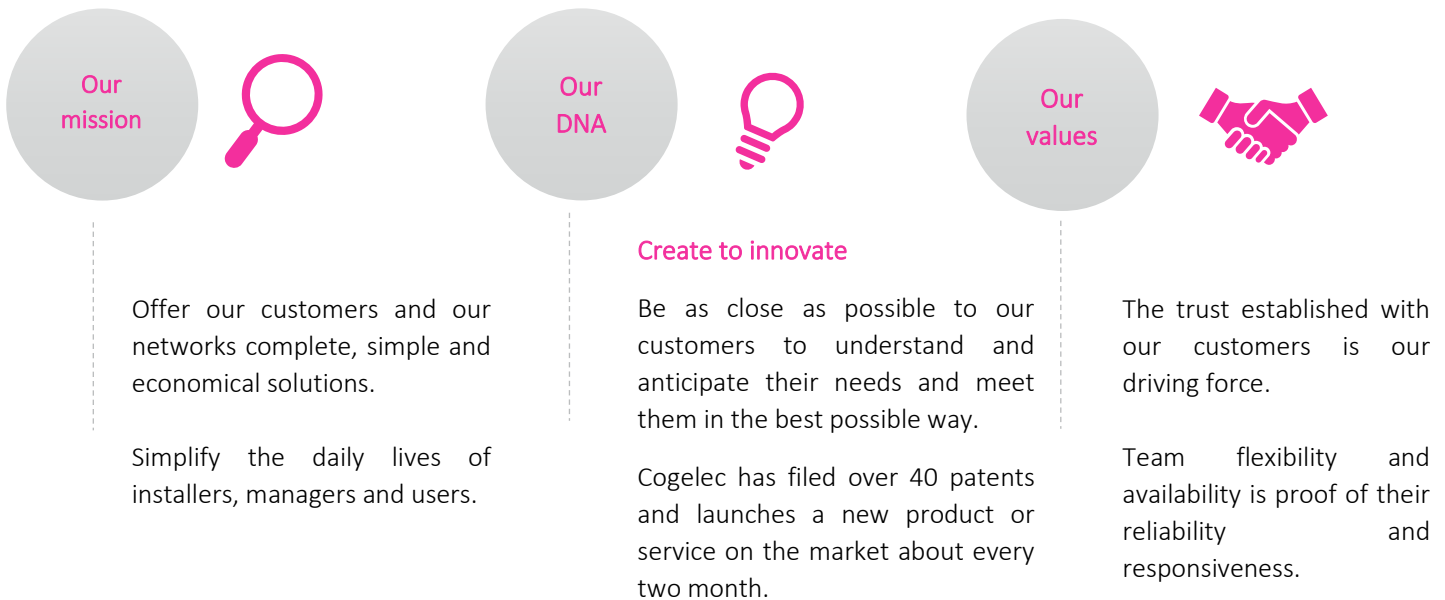 Our
mission
Offer our customers and our
networks complete, simple and
economical solutions.
Simplify the daily lives of
installers, managers and users.
Our
DNA
Create to innovate
Be as close as possible to our
customers to understand and
anticipate their needs and meet
them in the best possible way.
Cogelec has filed over 40 patents
and launches a new product or
service on the market about every
two month.
Our
values
The trust established with
our customers is our
driving force.
Team flexibility and
availability is proof of their
reliability and
responsiveness.